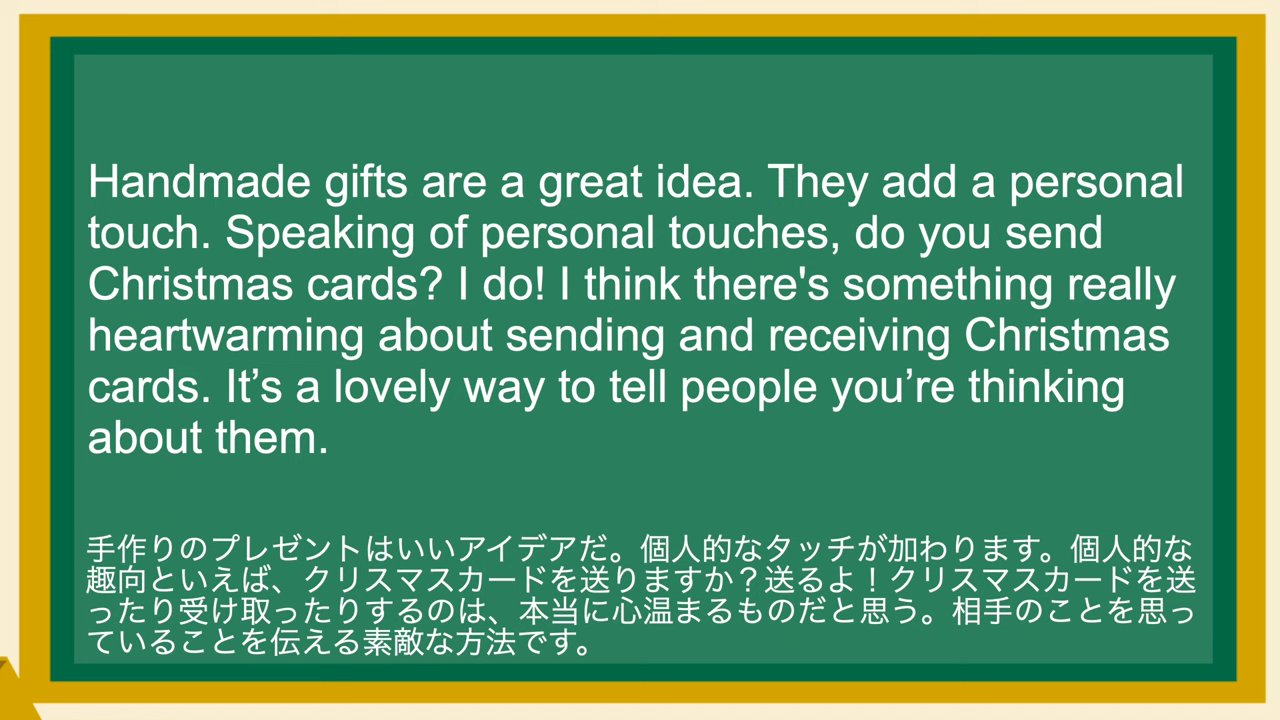 Handmade gifts are a great idea. They add a personal
touch. Speaking of personal touches, do you send
Christmas cards? I do! I think there's something really
heartwarming about sending and receiving Christmas
cards. It’s a lovely way to tell people you’re thinking
about them.
手作りのプレゼントはいいアイデアだ。個人的なタッチが加わります。個人的な
趣向といえば、クリスマスカードを送りますか？送るよ！クリスマスカードを送
ったり受け取ったりするのは、本当に心温まるものだと思う。相手のことを思っ
ていることを伝える素敵な方法です。